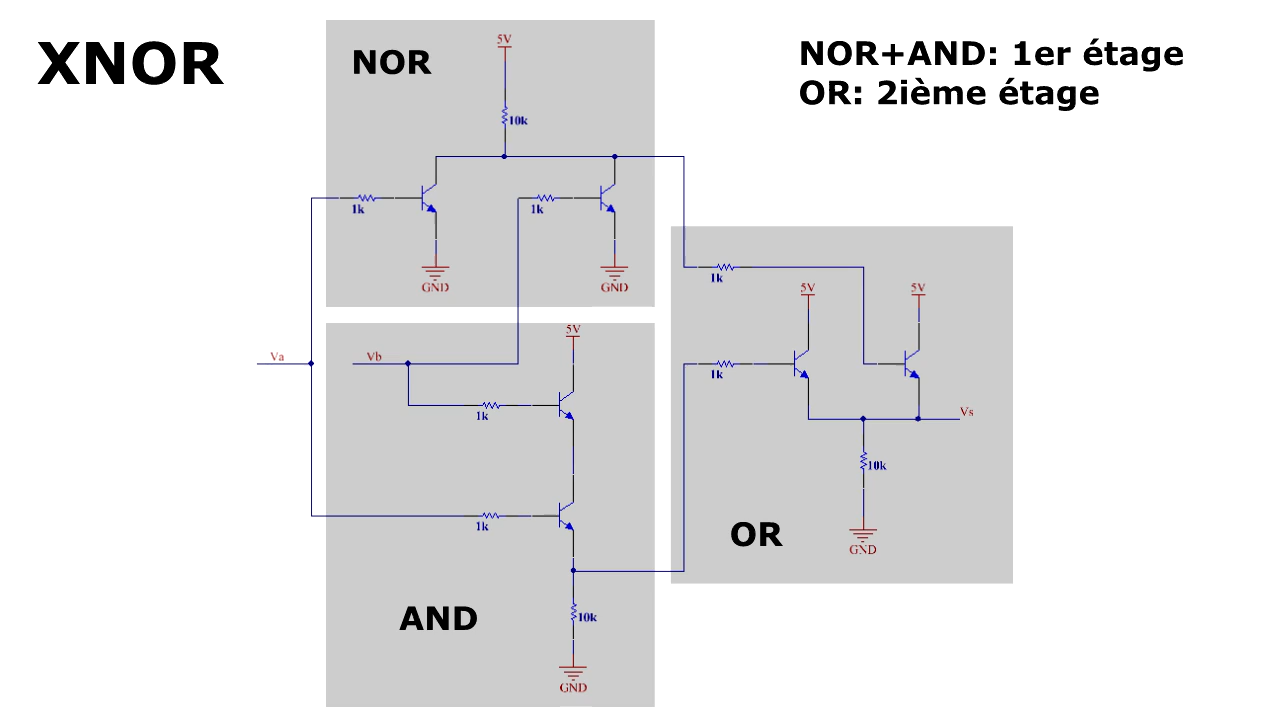 XNOR
NOR+AND: 1er étage
OR: 2ième étage
NOR
5V
10k
1k
1k
GND
GND
Va
Vb
5V
1k
1k
10k
GND
AND
1k
5V
5V
1k
Vs
10k
GND
OR